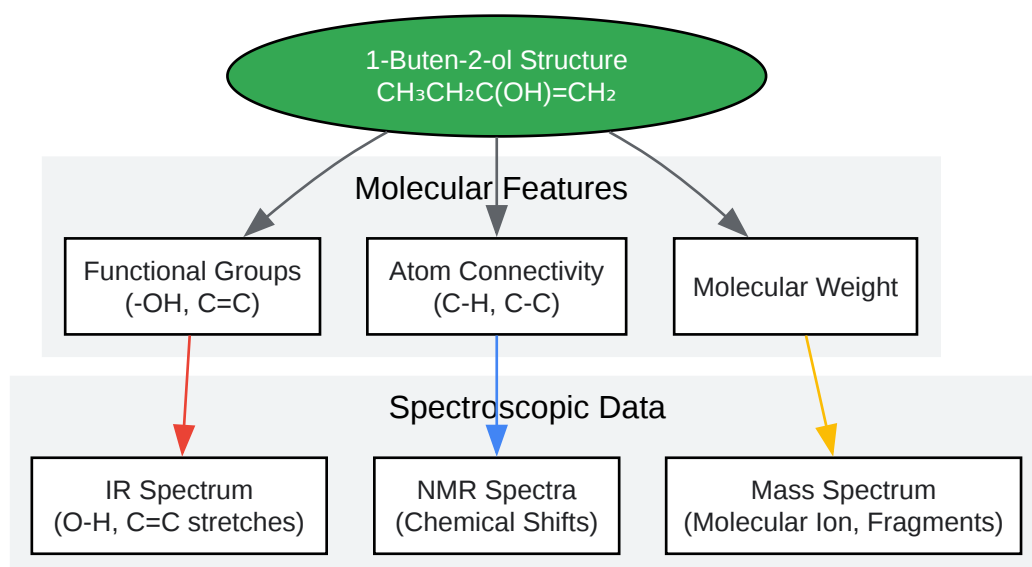 1-Buten-2-ol Structure
CH₃CH₂C(OH)=CH₂
Molecular Features
Functional Groups
(-OH, C=C)
Atom Connectivity
(C-H, C-C)
Molecular Weight
Spectroscopic Data
IR Spectrum
(O-H, C=C stretches)
NMR Spectra
(Chemical Shifts)
Mass Spectrum
(Molecular Ion, Fragments)